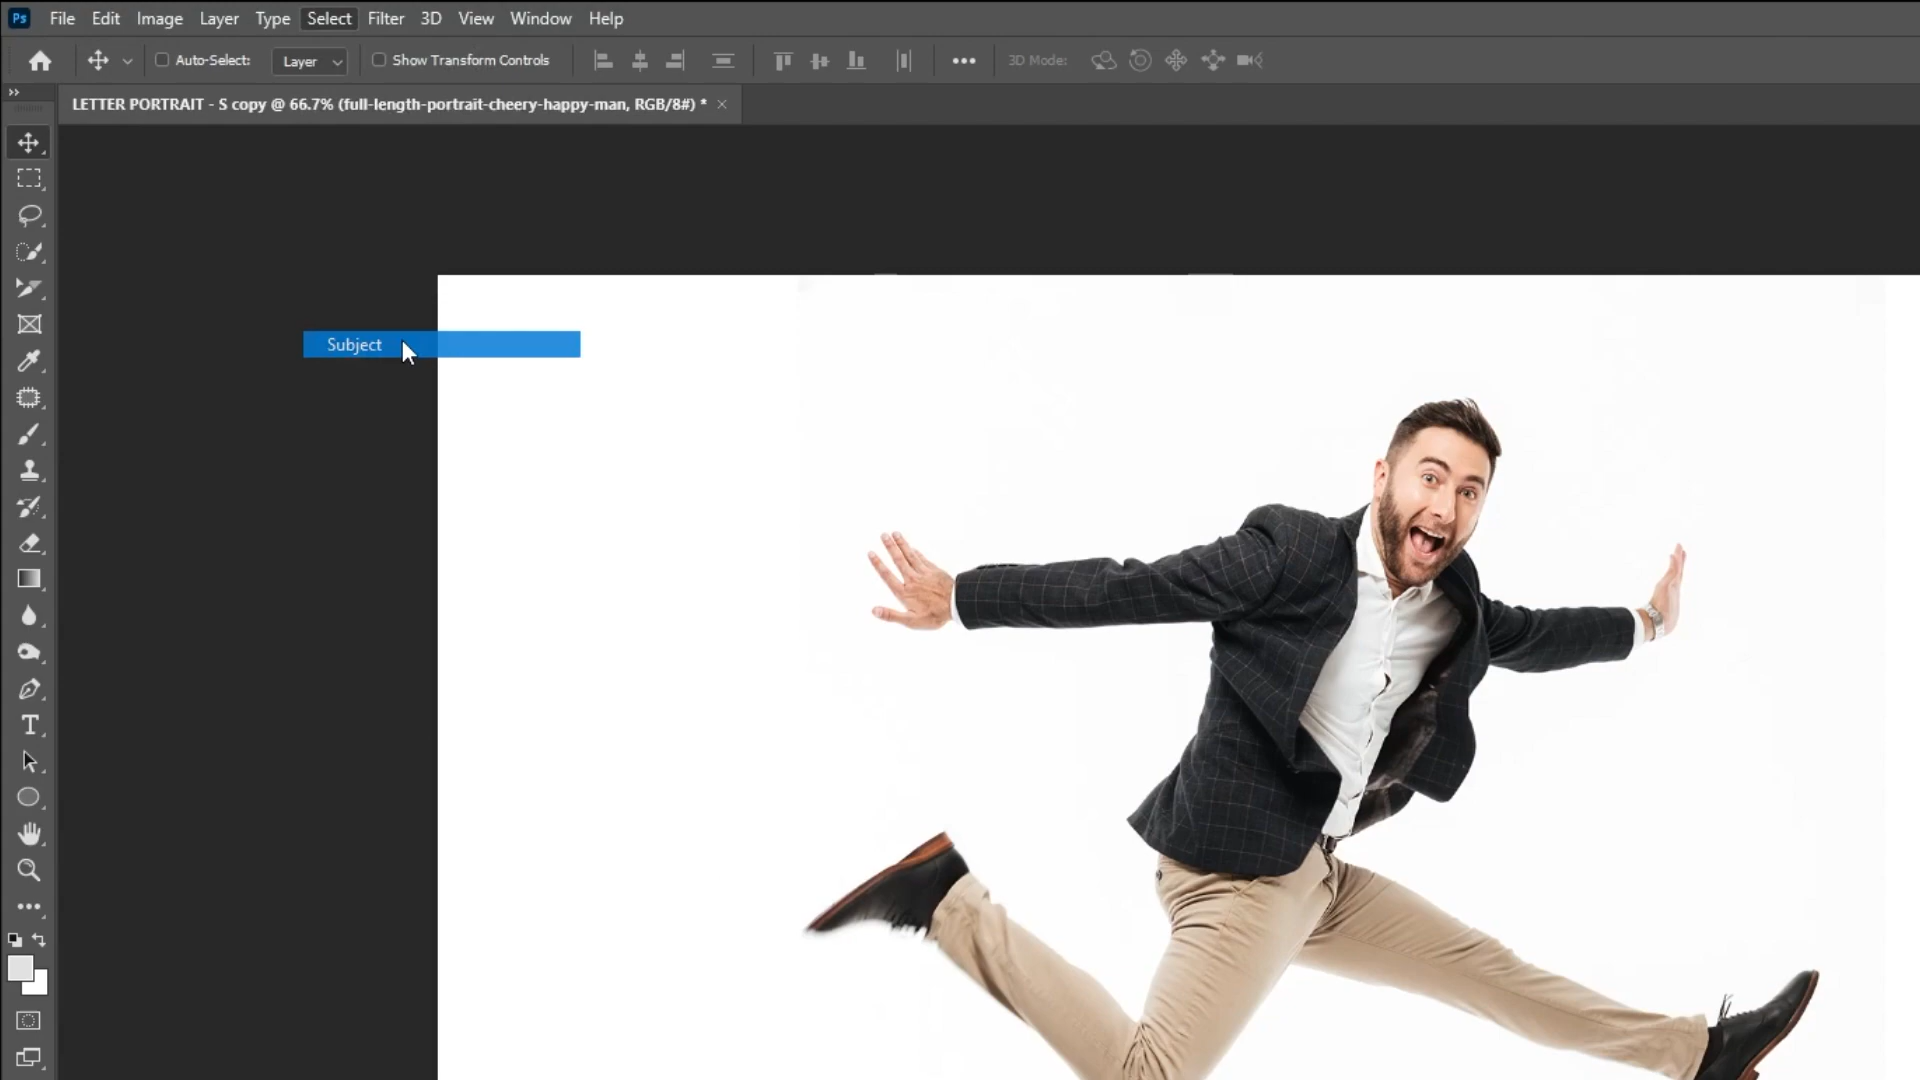 Ps File Edit Image Layer Type Select Filter 3D View Window Help
Auto-Select: Layer Show Transform Controls 3D Mode:
LETTER PORTRAIT - S copy @ 66.7% (full-length-portrait-cheery-happy-man, RGB/8#) *
Subject